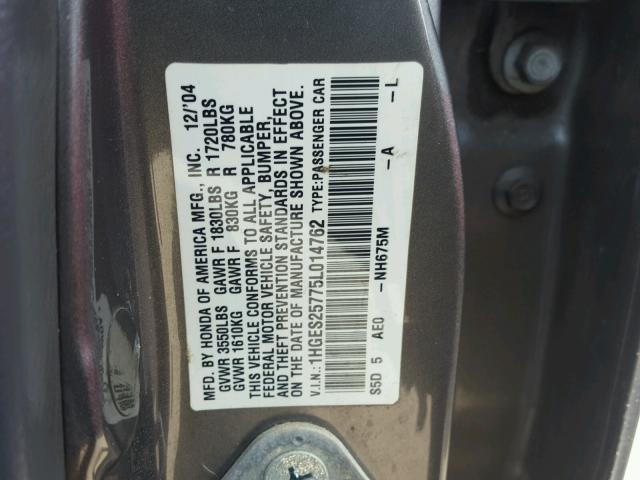 MFD. BY HONDA OF AMERICA MFG., INC. 12/'04
GVWR 3550LBS GAWR F 1830LBS R 1720LBS
GVWR 1610KG GAWR F 830KG R 780KG
THIS VEHICLE CONFORMS TO ALL APPLICABLE
FEDERAL MOTOR VEHICLE SAFETY, BUMPER,
AND THEFT PREVENTION STANDARDS IN EFFECT
ON THE DATE OF MANUFACTURE SHOWN ABOVE.
V.I.N.: 1HGES25775L014762 TYPE:PASSENGER CAR
S5D 5 AE0 -NH675M -A -L